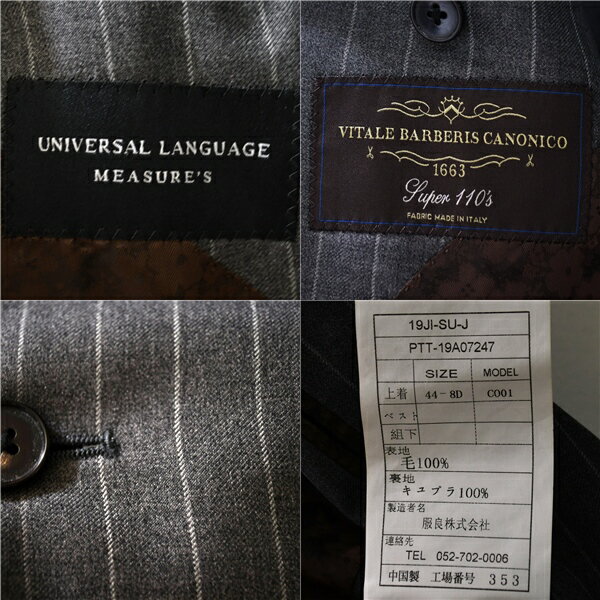 UNIVERSAL LANGUAGE
MEASURE'S
VITALE BARBERIS CANONICO
1663
Super 110's
FABRIC MADE IN ITALY
19JI-SU-J
PTT-19A07247
SIZE MODEL
上着 44-8D C001
ベスト
組下
表地
毛100%
裏地
キュプラ100%
製造者名
服良株式会社
連絡先
TEL 052-702-0006
中国製 工場番号 353